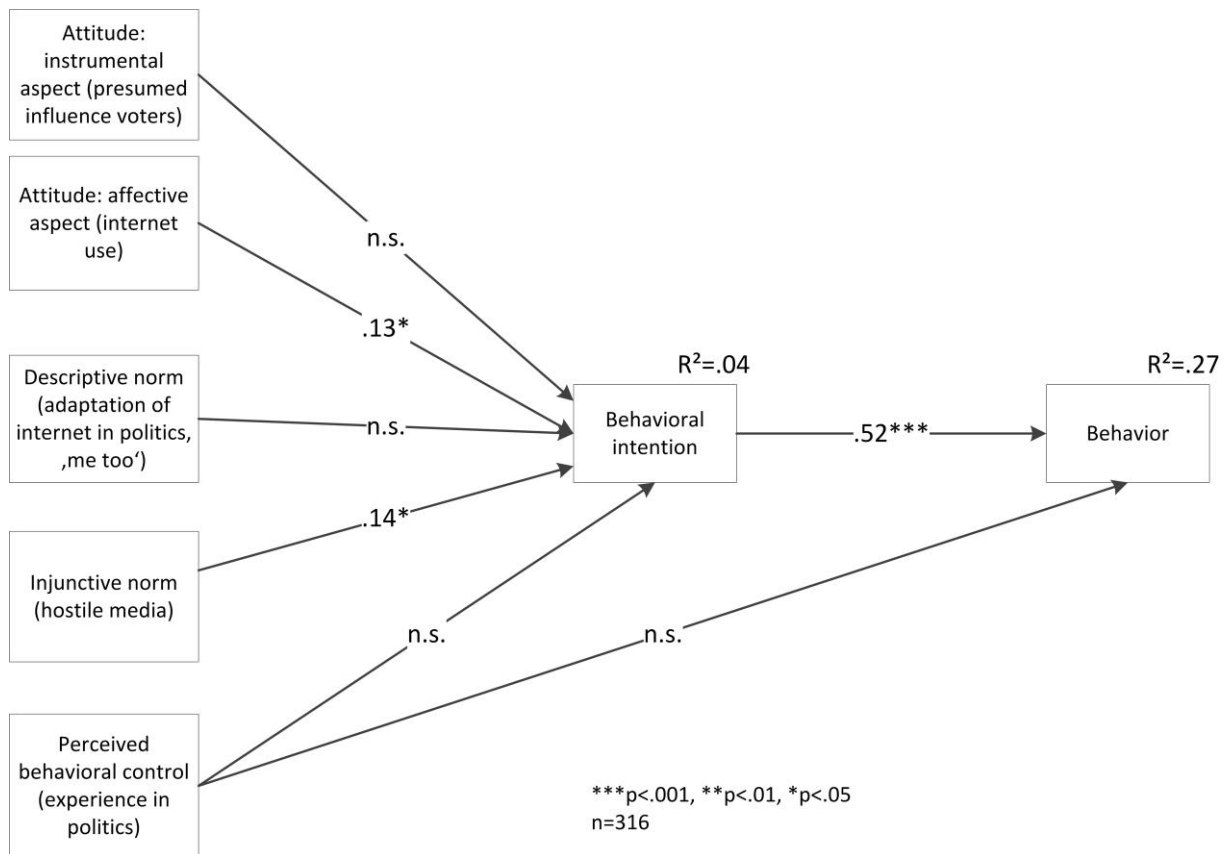 Attitude:
instrumental
aspect (presumed
influence voters)
Attitude: affective
aspect (internet
use)
n.s.
.13*
Descriptive norm
(adaptation of
internet in politics,
‚me too‘)
n.s.
R²=.04
R²=.27
Behavioral
intention
.52***
Behavior
.14*
Injunctive norm
(hostile media)
n.s.
n.s.
Perceived
behavioral control
(experience in
politics)
***p<.001, **p<.01, *p<.05
n=316